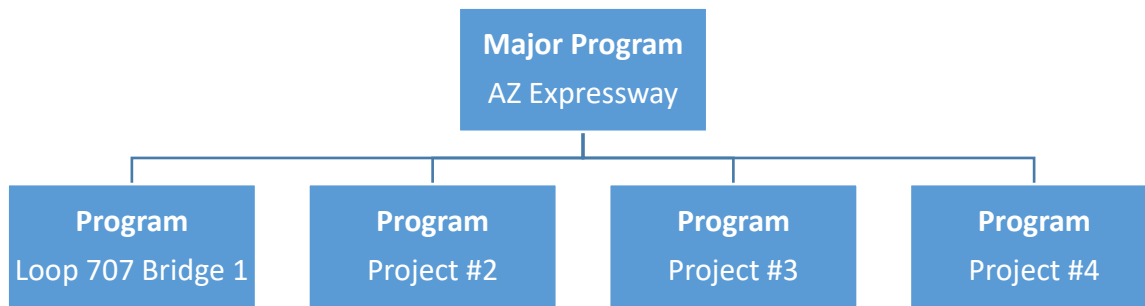 Major Program
AZ Expressway
Program
Loop 707 Bridge 1
Program
Project #2
Program
Project #3
Program
Project #4